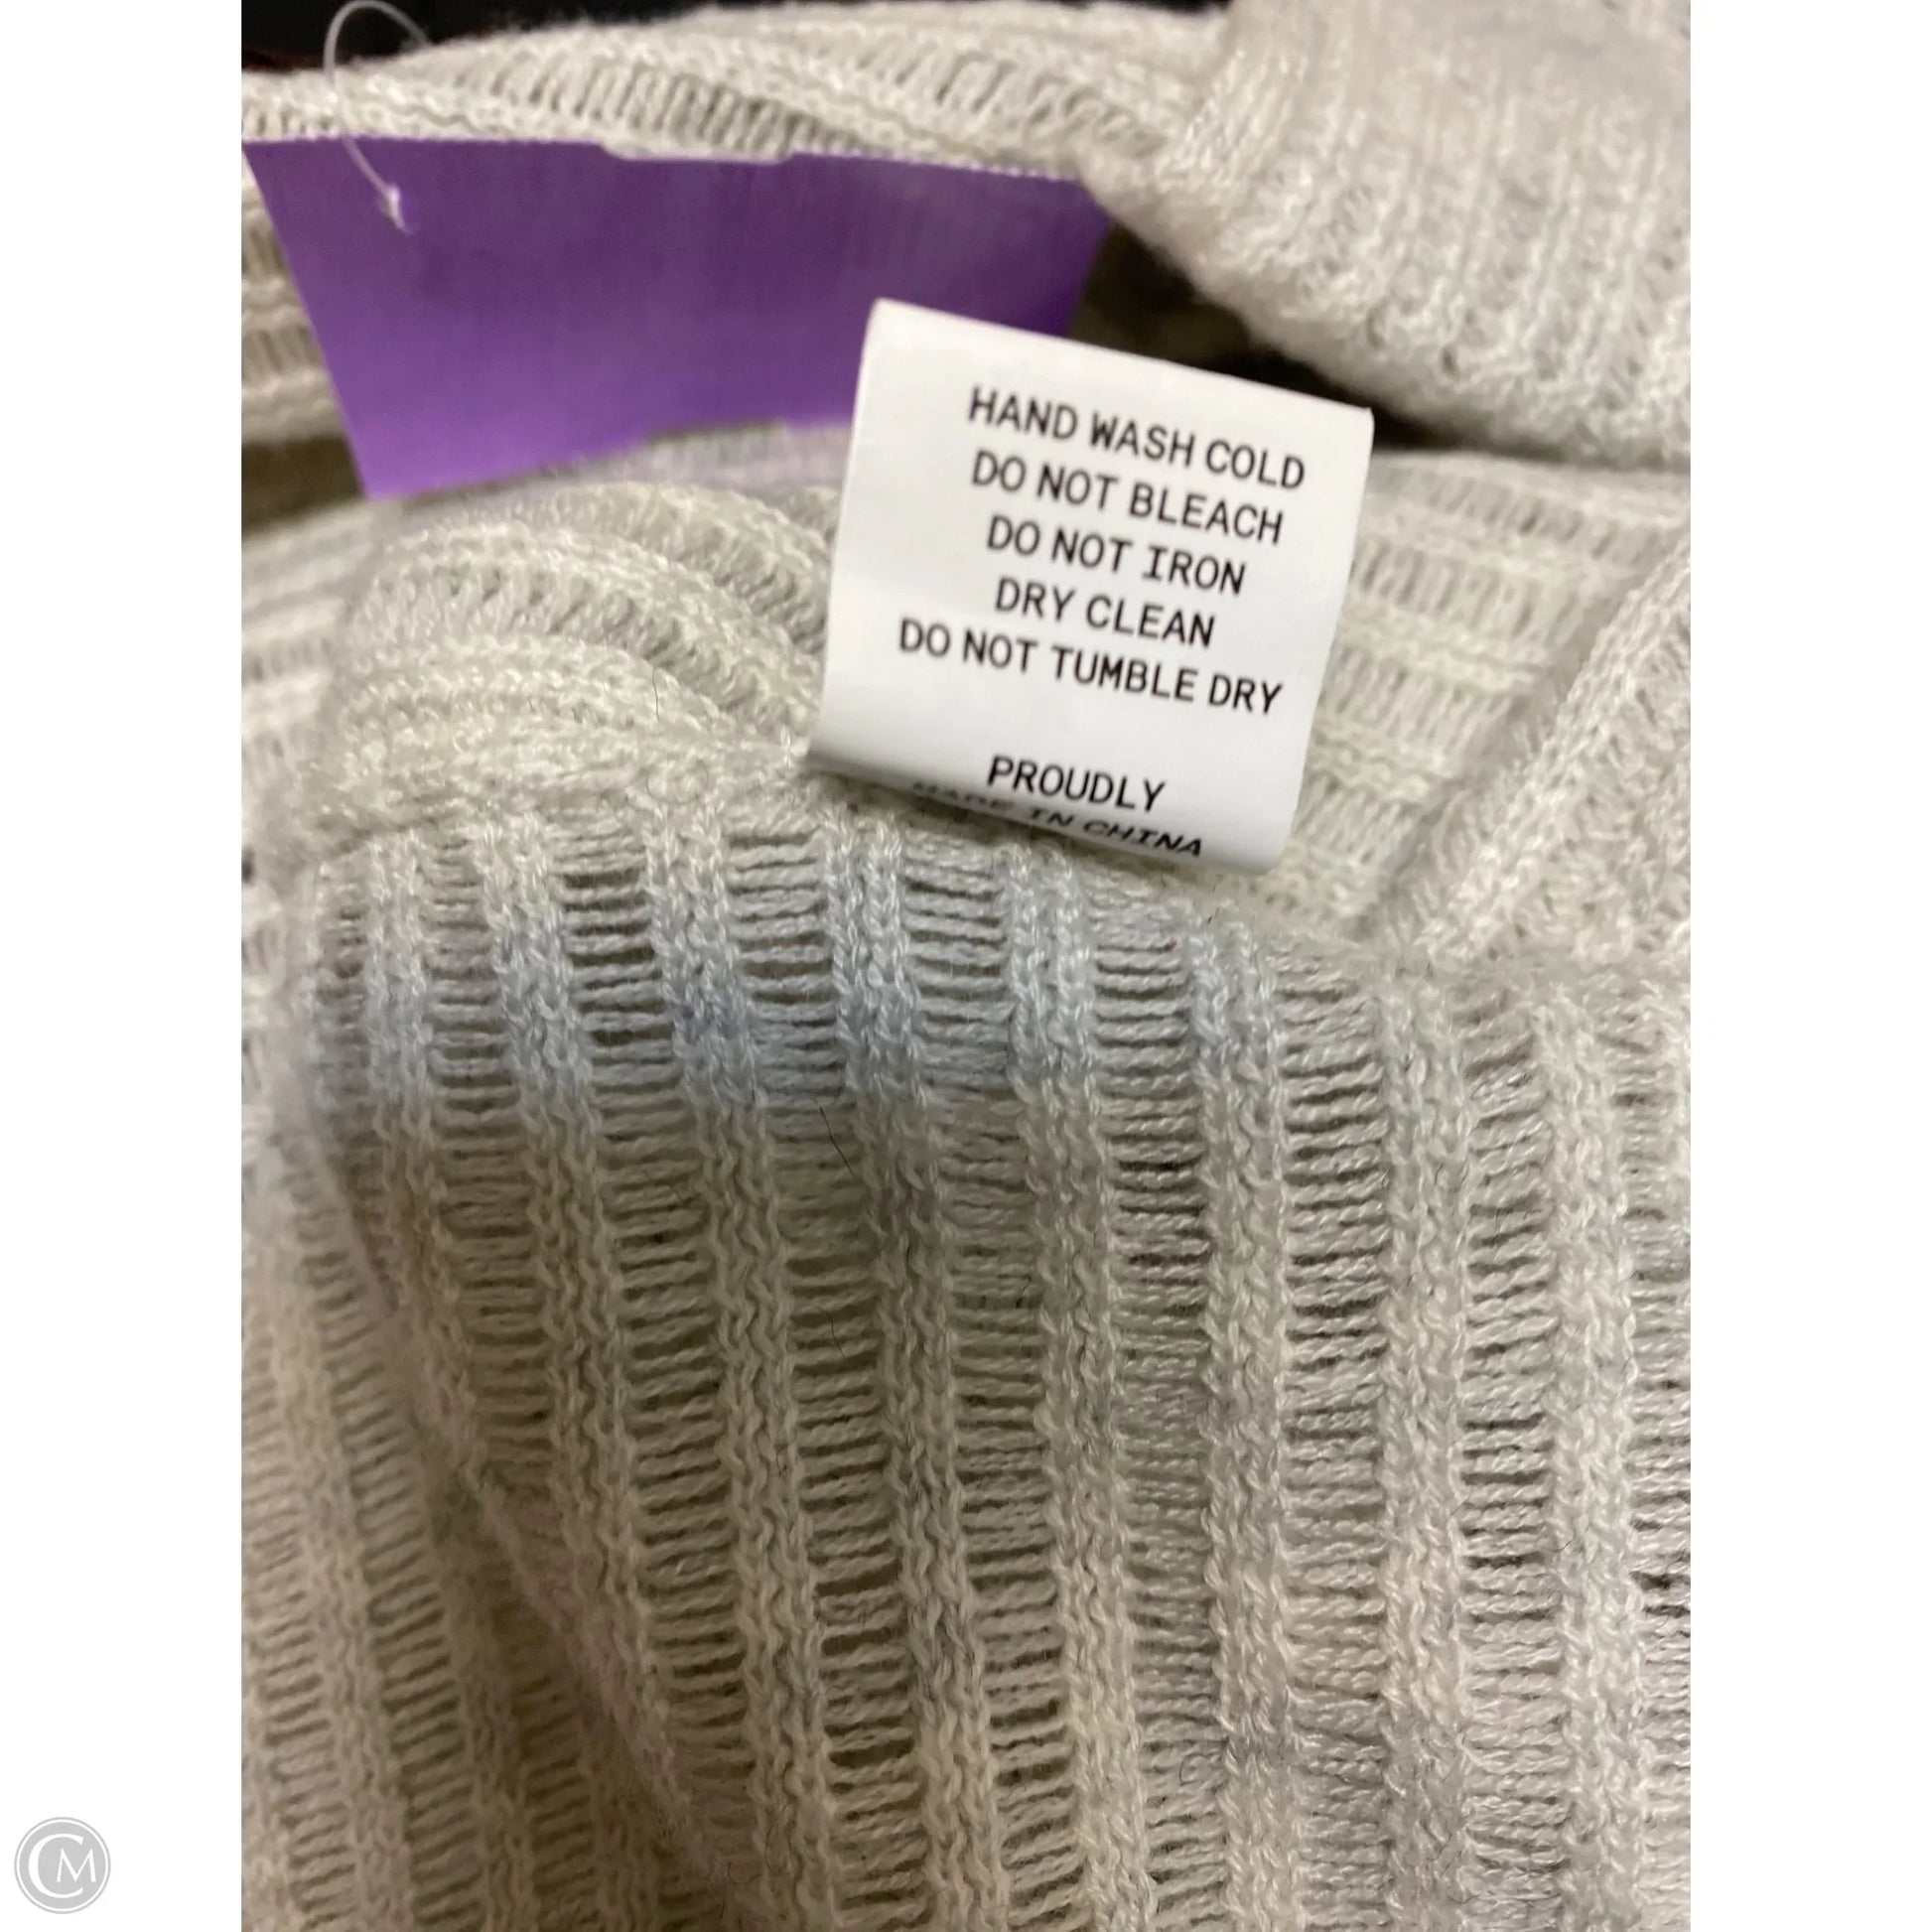 HAND WASH COLD
DO NOT BLEACH
DO NOT IRON
DRY CLEAN
DO NOT TUMBLE DRY
PROUDLY
MADE IN CHINA
CM